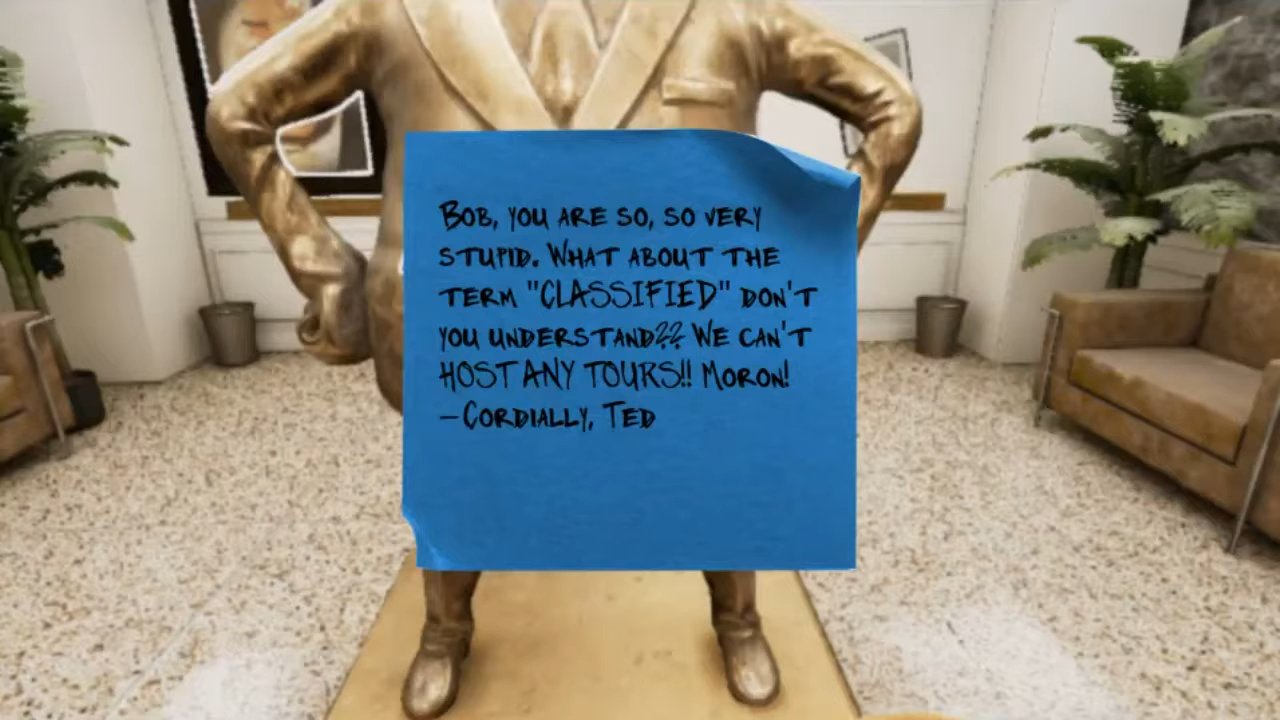 Bob, you are so, so very
stupid. What about the
term "CLASSIFIED" don't
you understand?? We can't
HOST ANY TOURS!! Moron!
–Cordially, Ted